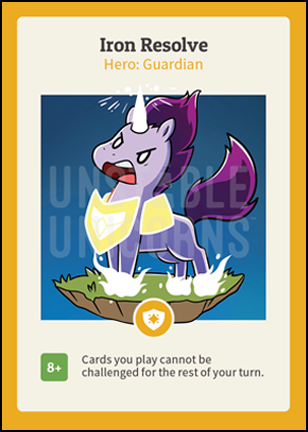 Iron Resolve
Hero: Guardian
UNSTABLE
UNICORNS
8+
Cards you play cannot be
challenged for the rest of your turn.